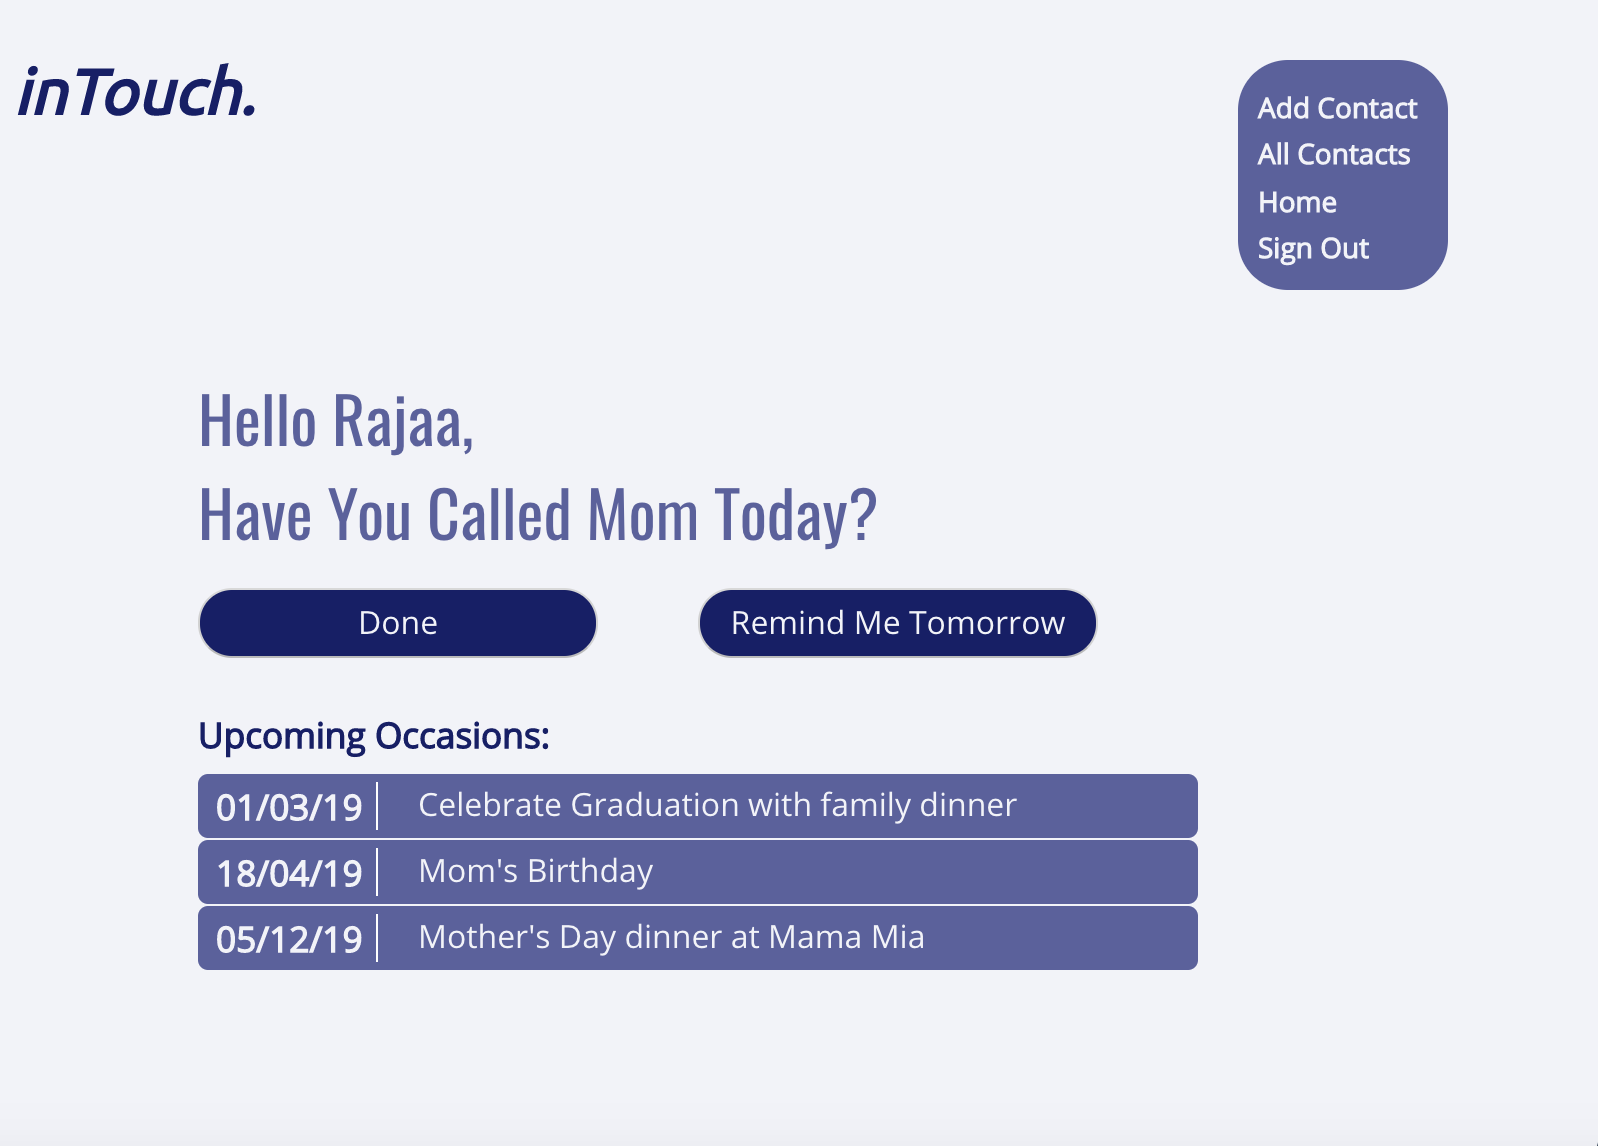 inTouch.
Add Contact
All Contacts
Home
Sign Out
Hello Rajaa,
Have You Called Mom Today?
Done
Remind Me Tomorrow
Upcoming Occasions:
01/03/19 Celebrate Graduation with family dinner
18/04/19 Mom's Birthday
05/12/19 Mother's Day dinner at Mama Mia